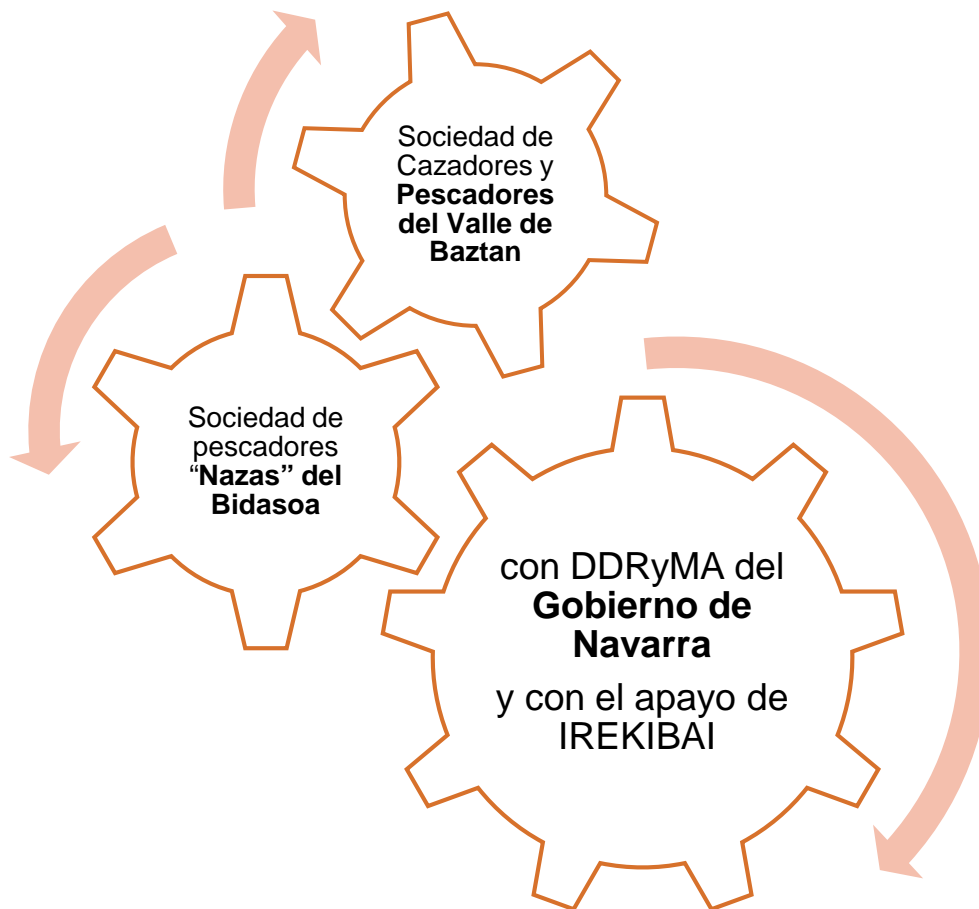 Sociedad de
Cazadores y
Pescadores
del Valle de
Baztan
Sociedad de
pescadores
“Nazas” del
Bidasoa
con DDRyMA del
Gobierno de
Navarra
y con el apayo de
IREKIBAI